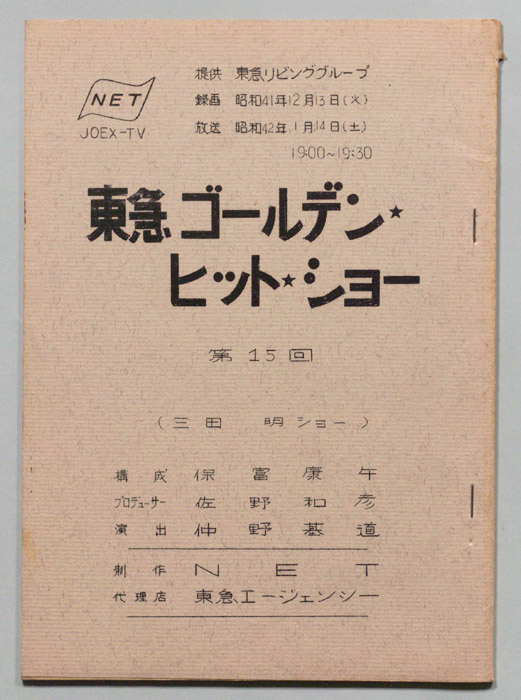 NET
JOEX-TV
提供 東急リビンググループ
録画 昭和41年12月13日(火)
放送 昭和42年1月14日(土)
19:00~19:30
東急ゴールデン★
ヒット★ショー
第15回
(三田 明ショー)
構成 保富康午
プロデューサー 佐野和彦
演出 仲野基道
制作 NET
代理店 東急エージェンシー